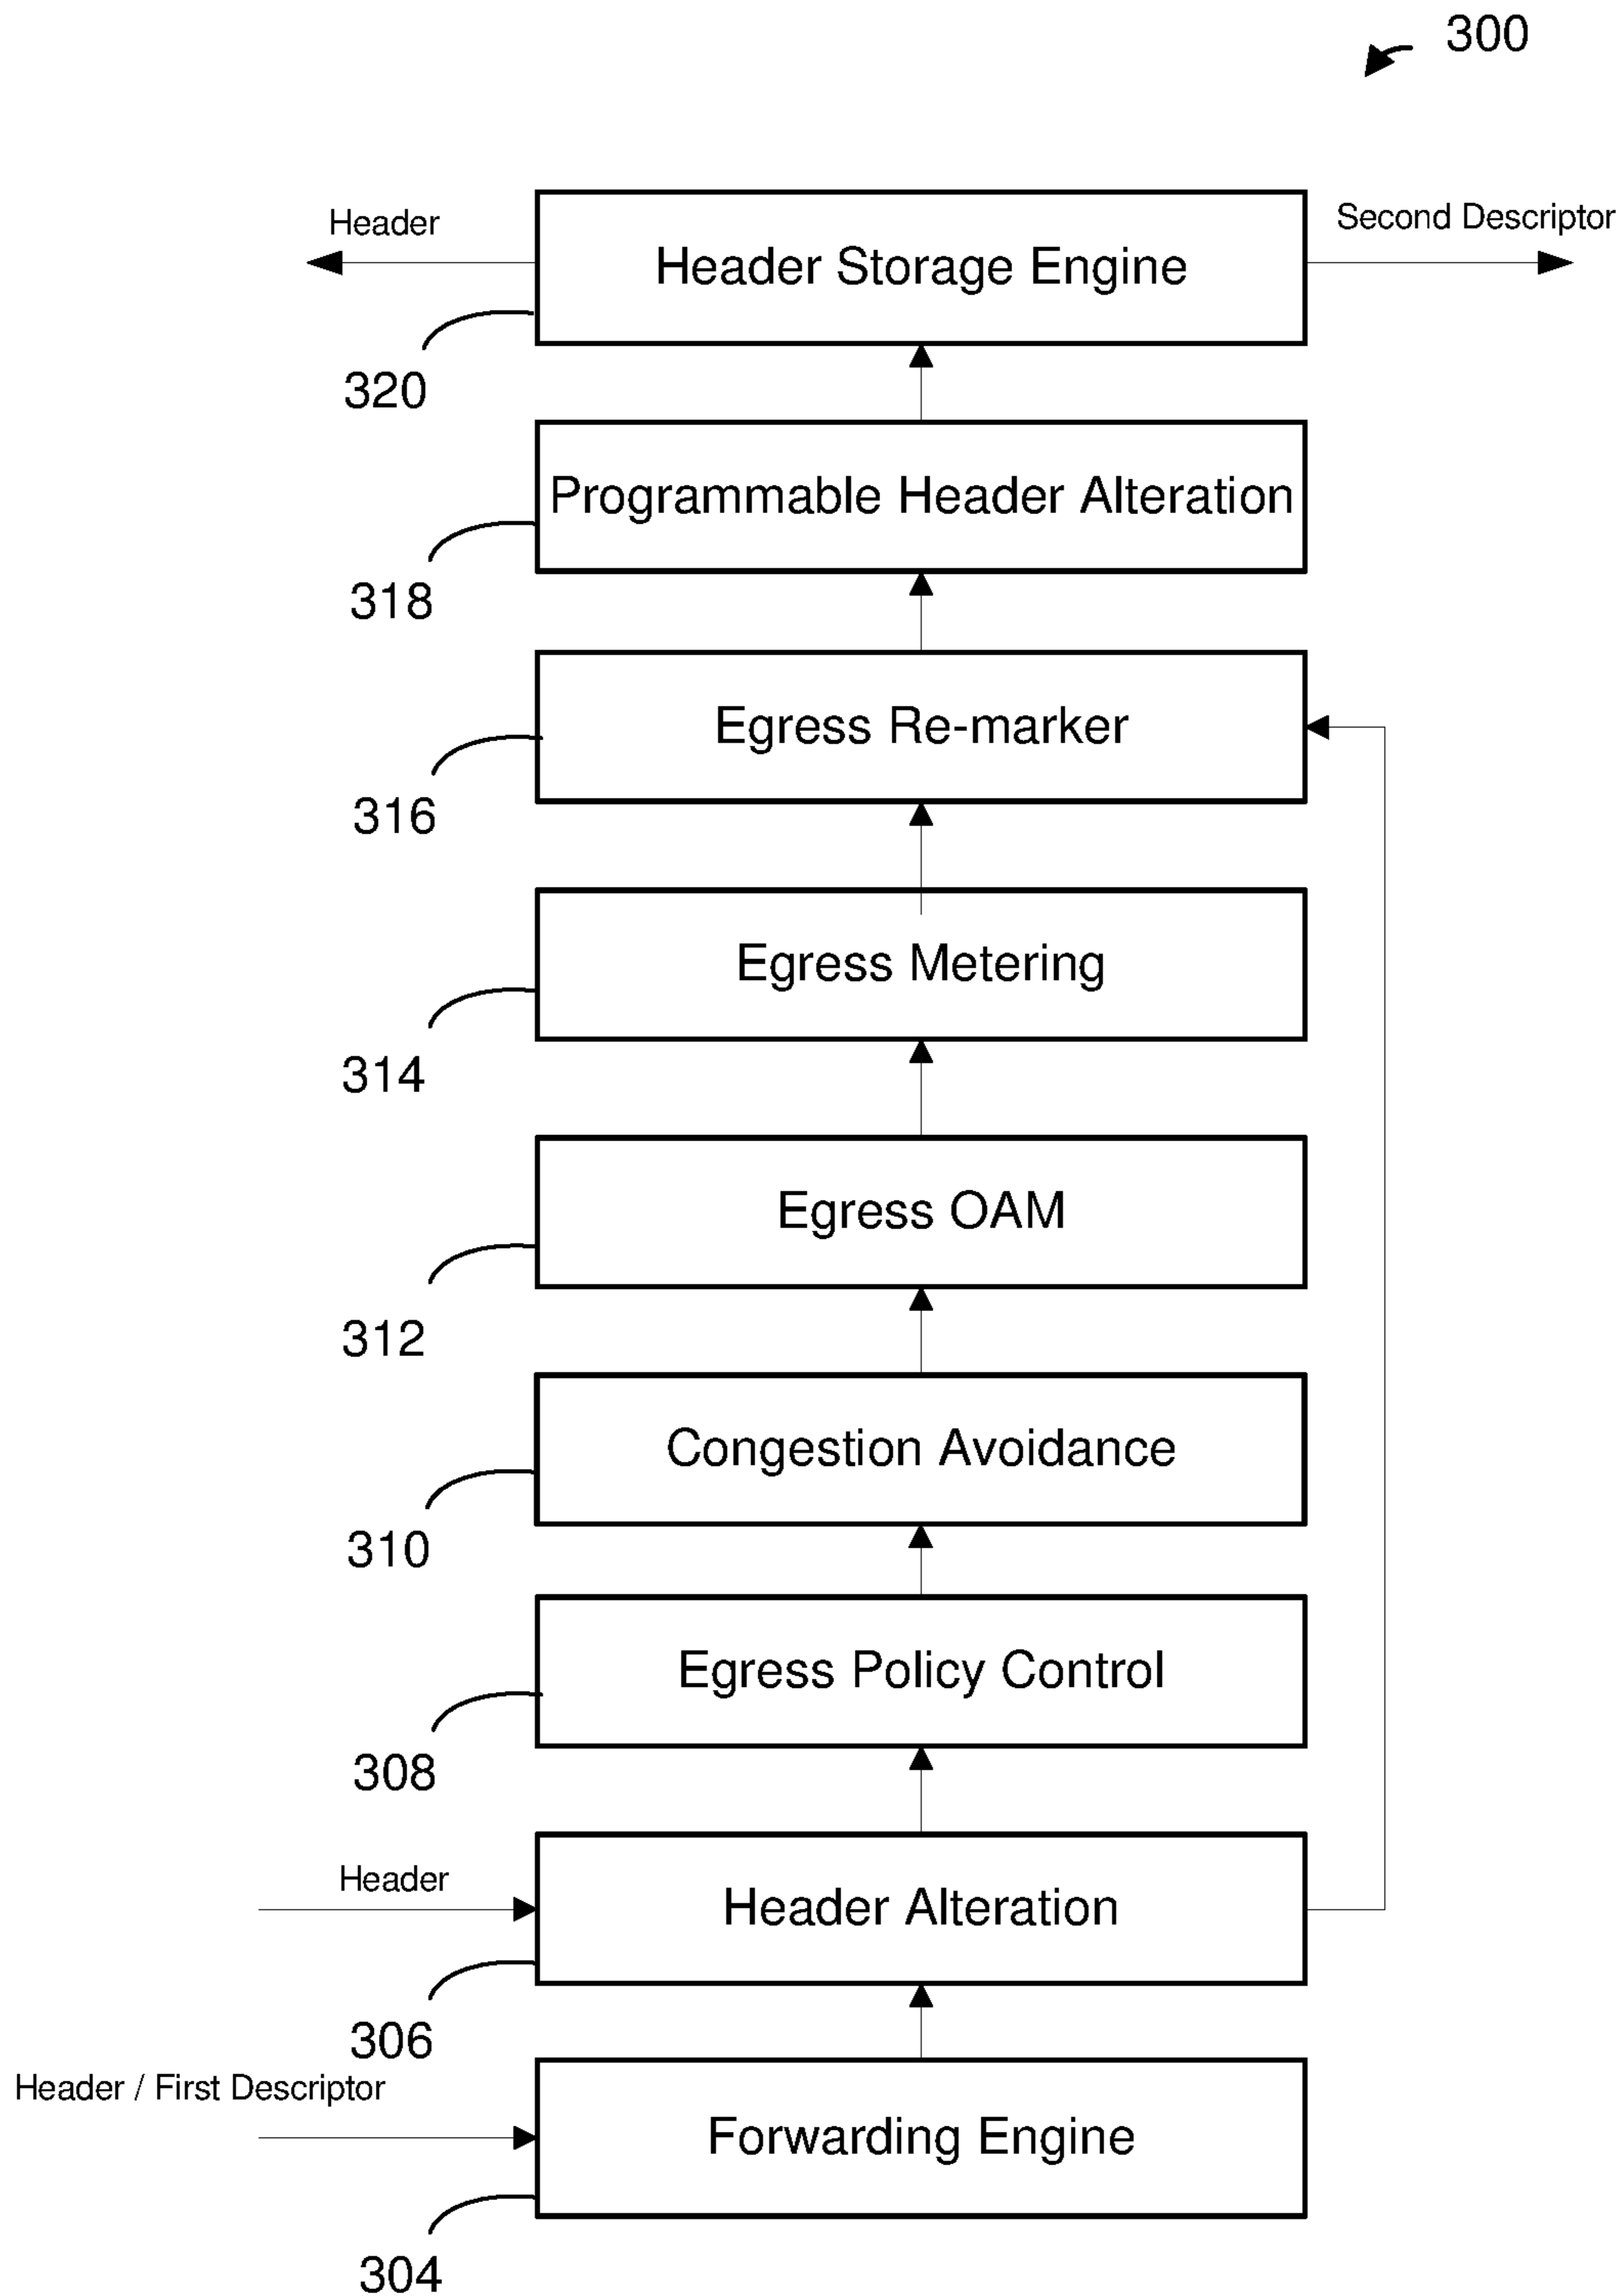 300
Header
Second Descriptor
Header Storage Engine
320
Programmable Header Alteration
318
Egress Re-marker
316
Egress Metering
314
Egress OAM
312
Congestion Avoidance
310
Egress Policy Control
308
Header
Header Alteration
306
Header / First Descriptor
Forwarding Engine
304